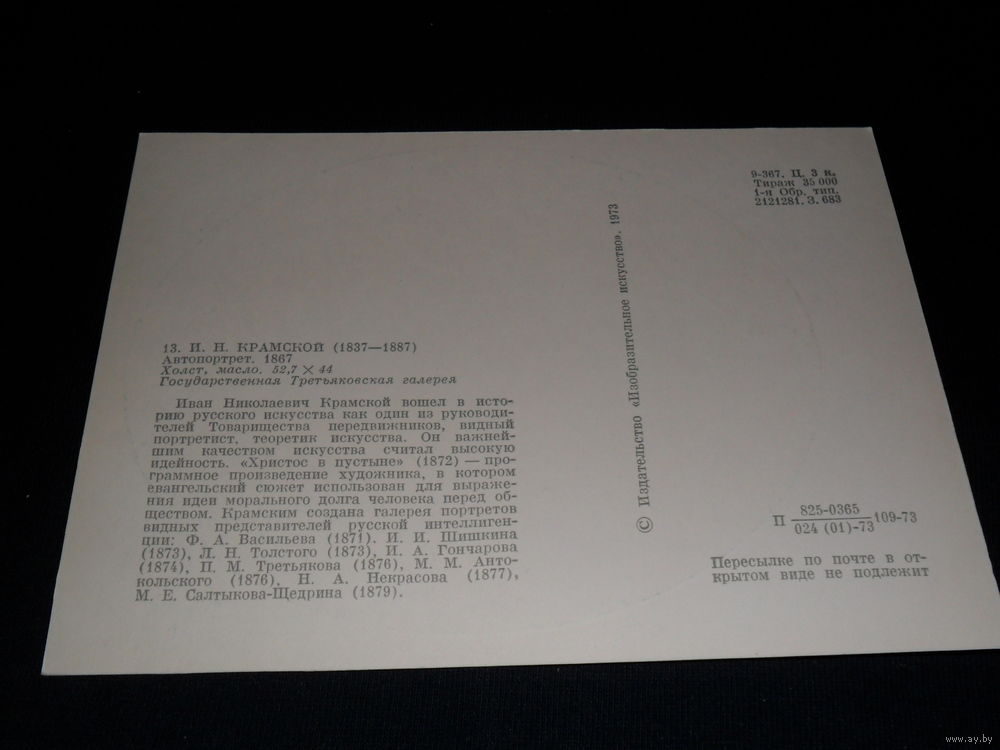 13. И. Н. КРАМСКОЙ (1837—1887)
Автопортрет. 1867
Холст, масло. 52,7 × 44
Государственная Третьяковская галерея
Иван Николаевич Крамской вошел в исто-
рию русского искусства как один из руководи-
телей Товарищества передвижников, видный
портретист, теоретик искусства. Он важней-
шим качеством искусства считал высокую
идейность. «Христос в пустыне» (1872) — про-
граммное произведение художника, в котором
евангельский сюжет использован для выраже-
ния идеи морального долга человека перед об-
ществом. Крамским создана галерея портретов
видных представителей русской интеллиген-
ции: Ф. А. Васильева (1871). И. И. Шишкина
(1873), Л. Н. Толстого (1873), И. А. Гончарова
(1874), П. М. Третьякова (1876), М. М. Анто-
кольского (1876), Н. А. Некрасова (1877),
М. Е. Салтыкова-Щедрина (1879).
© Издательство «Изобразительное искусство». 1973
9-367. Ц. 3 к.
Тираж 35 000
1-я Обр. тип.
2121281. З. 683
П 825-0365
024 (01)-73 109-73
Пересылке по почте в от-
крытом виде не подлежит
www.ay.by